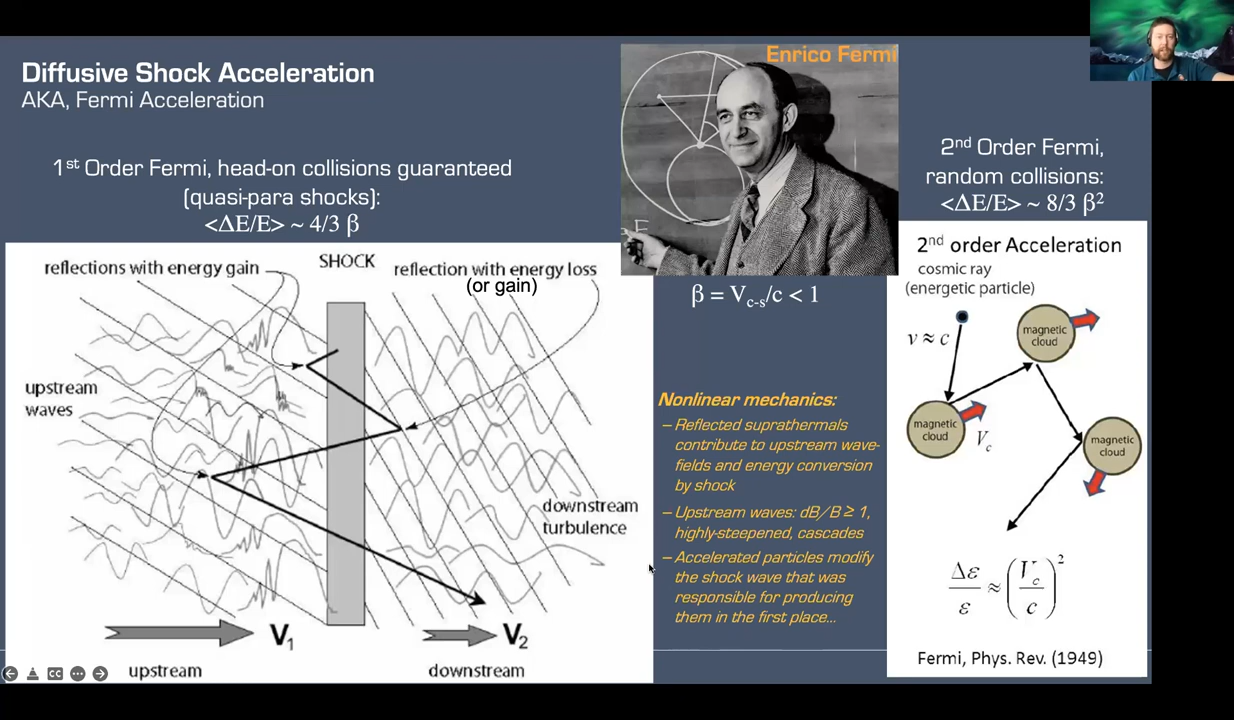 Diffusive Shock Acceleration
AKA, Fermi Acceleration
1st Order Fermi, head-on collisions guaranteed
(quasi-para shocks):
<ΔE/E> ~ 4/3 β
reflections with energy gain
SHOCK
reflection with energy loss
(or gain)
upstream
waves
downstream
turbulence
V1
V2
upstream
downstream
Enrico Fermi
β = Vc-s/c < 1
Nonlinear mechanics:
– Reflected suprathermals
contribute to upstream wave-
fields and energy conversion
by shock
– Upstream waves: dB/B ≥ 1,
highly-steepened, cascades
– Accelerated particles modify
the shock wave that was
responsible for producing
them in the first place...
2nd Order Fermi,
random collisions:
<ΔE/E> ~ 8/3 β²
2nd order Acceleration
cosmic ray
(energetic particle)
v ≈ c
magnetic
cloud
magnetic
cloud
Vc
magnetic
cloud
Δε/ε ≈ (Vc/c)²
Fermi, Phys. Rev. (1949)
CC